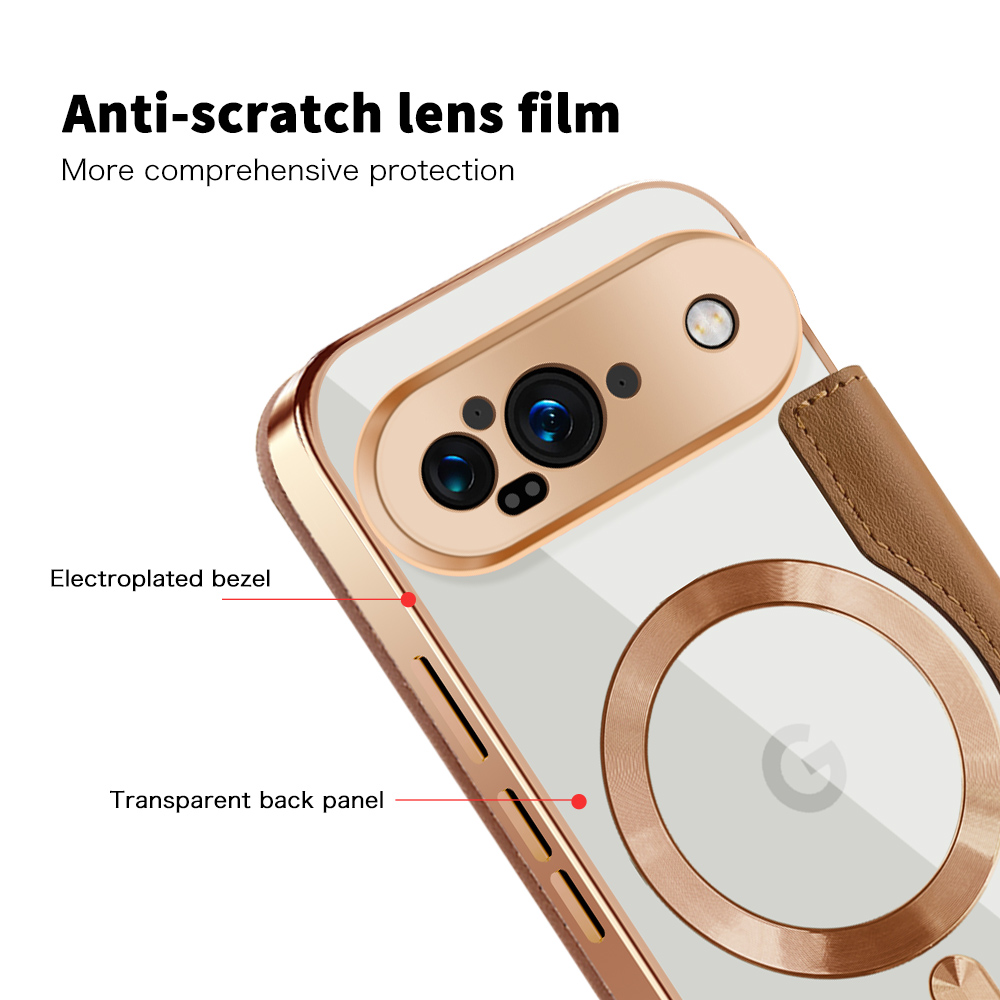 Anti-scratch lens film
More comprehensive protection
Electroplated bezel
Transparent back panel
G